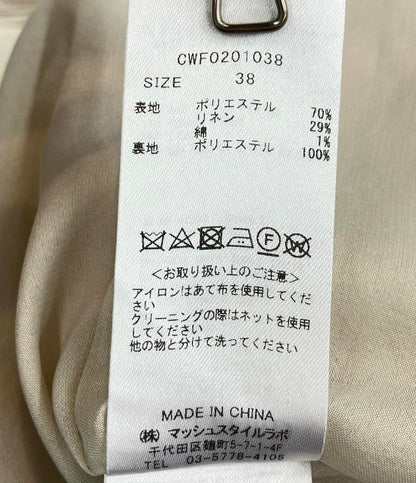 CWFO201038
SIZE 38
表地 ポリエステル 70%
リネン 29%
綿 1%
裏地 ポリエステル 100%
F
W
<お取り扱い上のご注意>
アイロンはあて布を使用してくだ
さい
クリーニングの際はネットを使用
してください
他の物と分けて洗ってください
MADE IN CHINA
(株) マッシュスタイルラボ
千代田区麹町5-7-1-4F
TEL 03-5778-4106